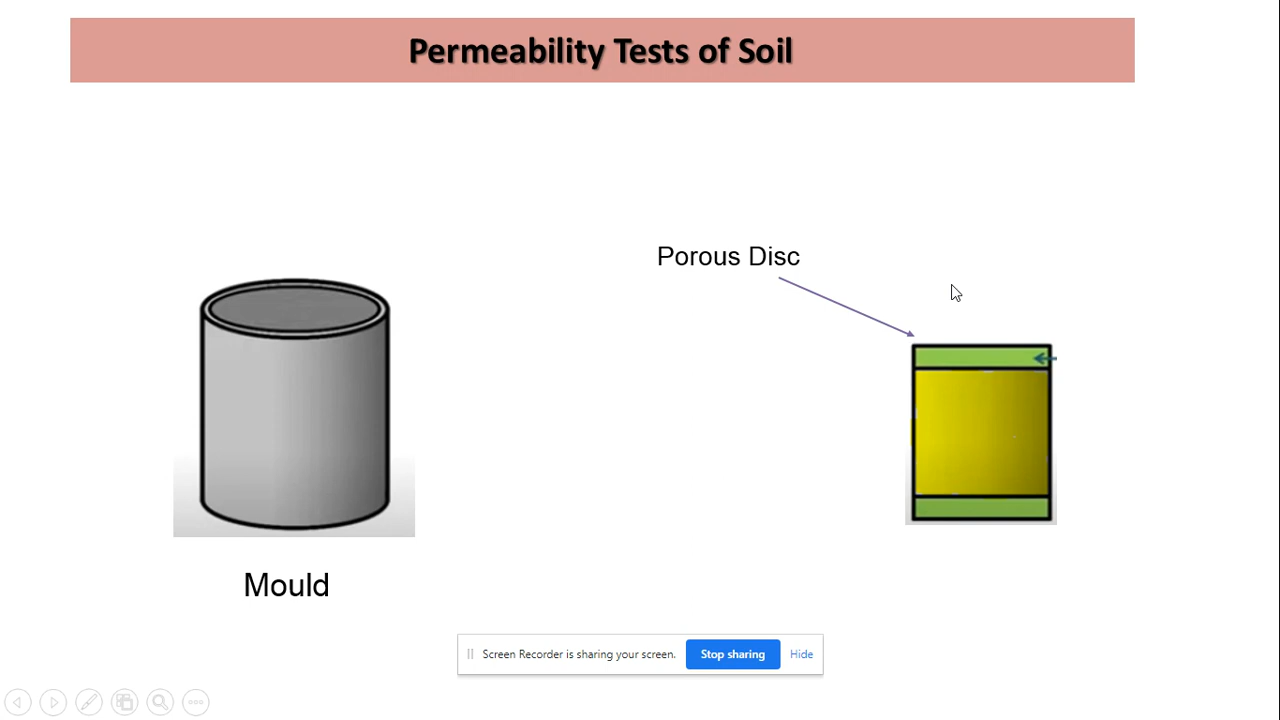 Permeability Tests of Soil
Porous Disc
Mould
Screen Recorder is sharing your screen.
Stop sharing
Hide